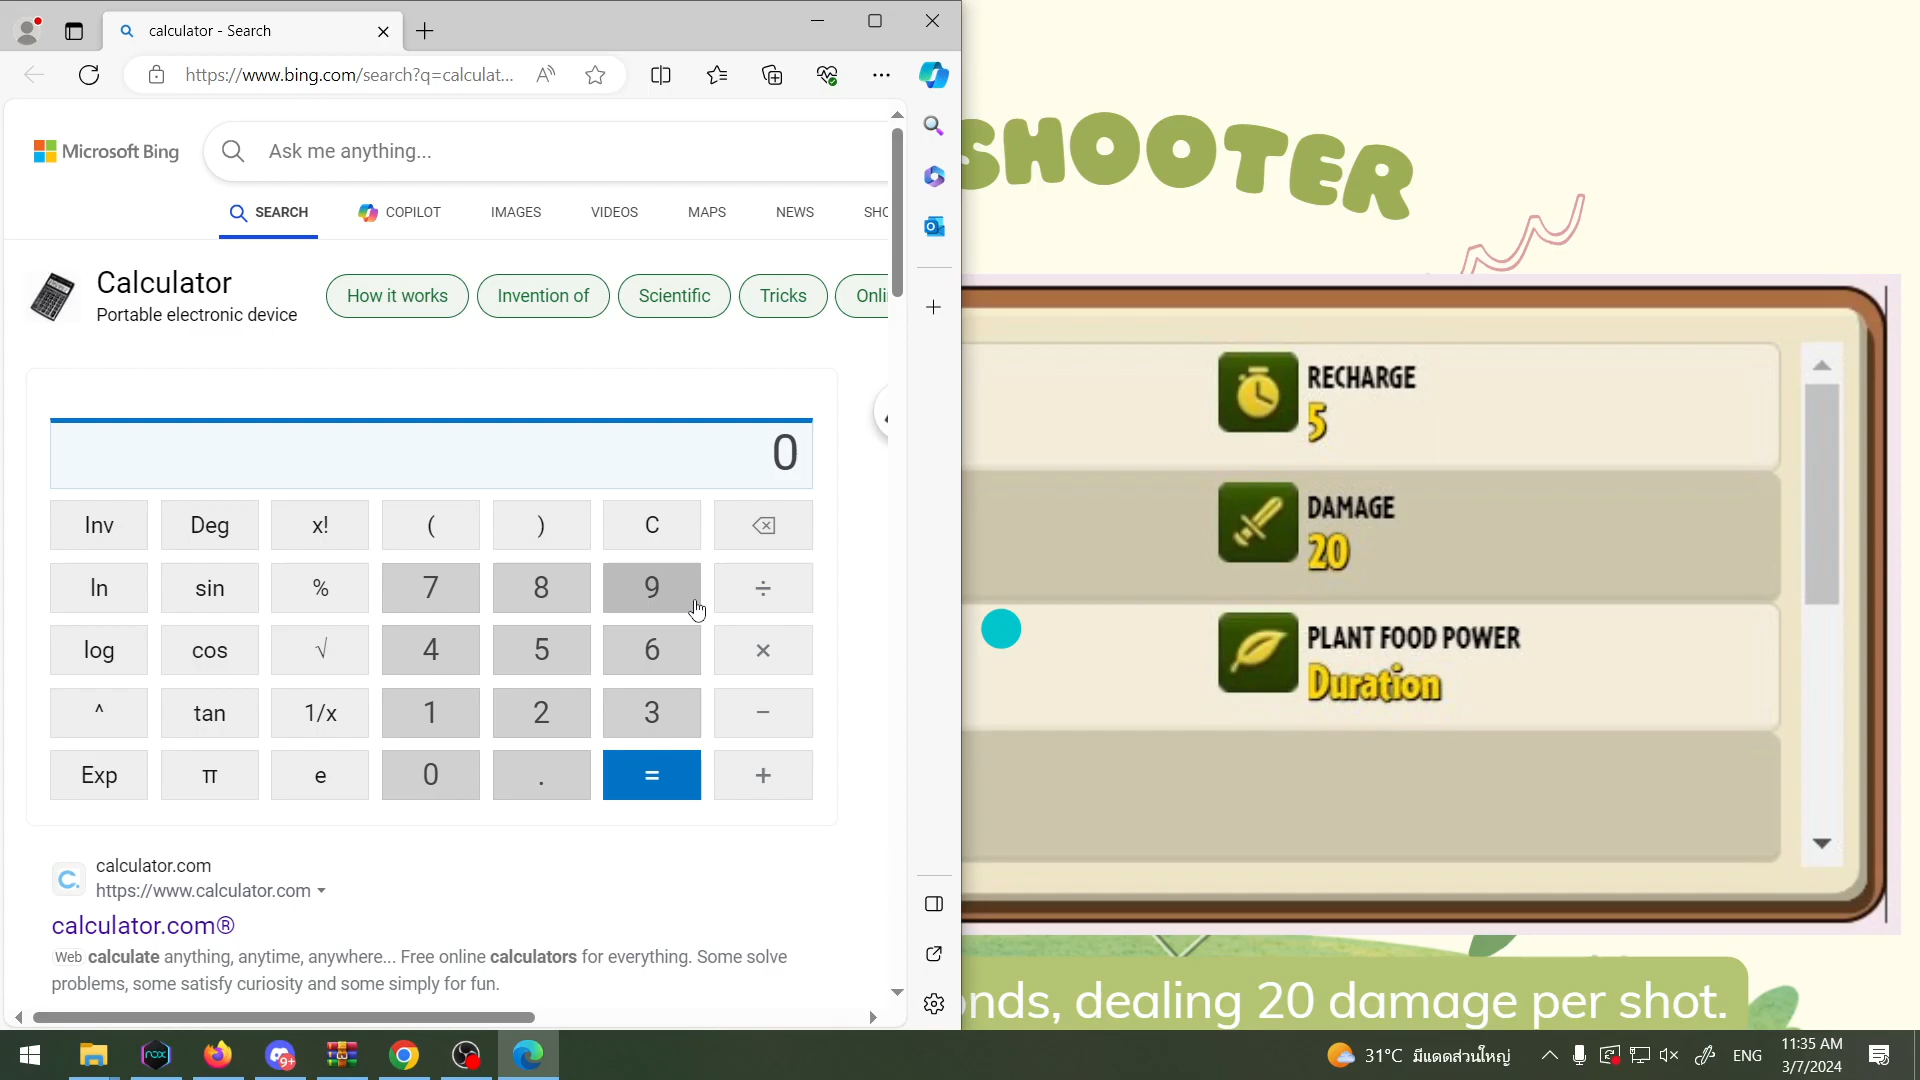 calculator - Search
https://www.bing.com/search?q=calculat...
Microsoft Bing
Ask me anything...
SEARCH
COPILOT
IMAGES
VIDEOS
MAPS
NEWS
SHO
Calculator
Portable electronic device
How it works
Invention of
Scientific
Tricks
Onli
0
Inv Deg x! ( ) C
ln sin % 7 8 9 ÷
log cos √ 4 5 6 ×
^ tan 1/x 1 2 3 −
Exp π e 0 . = +
C.
calculator.com
https://www.calculator.com
calculator.com®
Web calculate anything, anytime, anywhere... Free online calculators for everything. Some solve
problems, some satisfy curiosity and some simply for fun.
SHOOTER
RECHARGE
5
DAMAGE
20
PLANT FOOD POWER
Duration
onds, dealing 20 damage per shot.
nox
9+
31°C มีแดดส่วนใหญ่
ENG
11:35 AM
3/7/2024